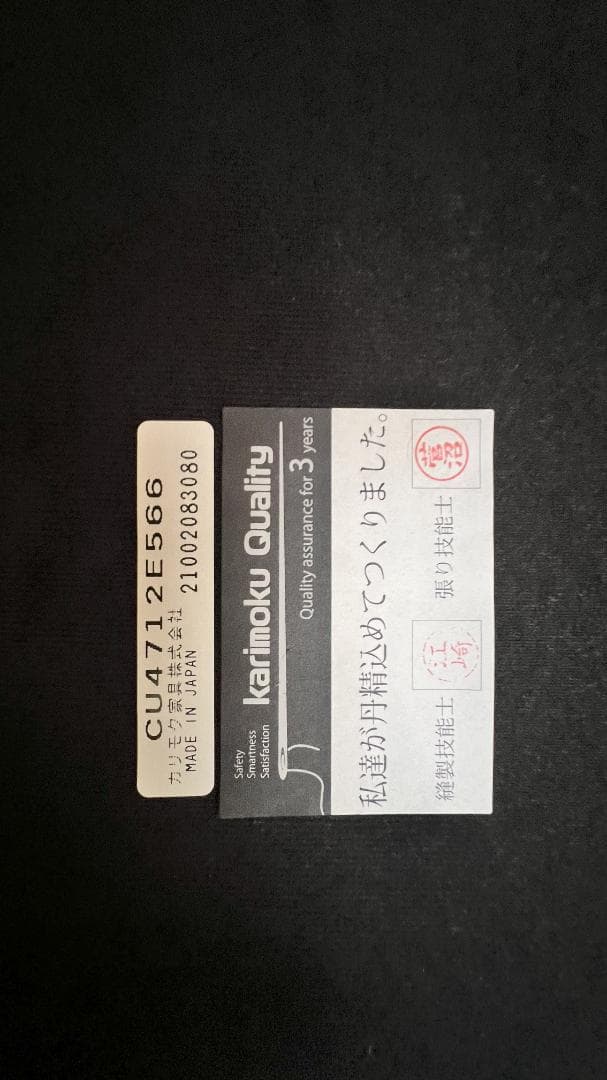 CU4712E566
カリモク家具株式会社
MADE IN JAPAN 21002083080
Safety
Smartness
Satisfaction
karimoku Quality
Quality assurance for 3 years
私達が丹精込めてつくりました。
縫製技能士 江崎 張り技能士